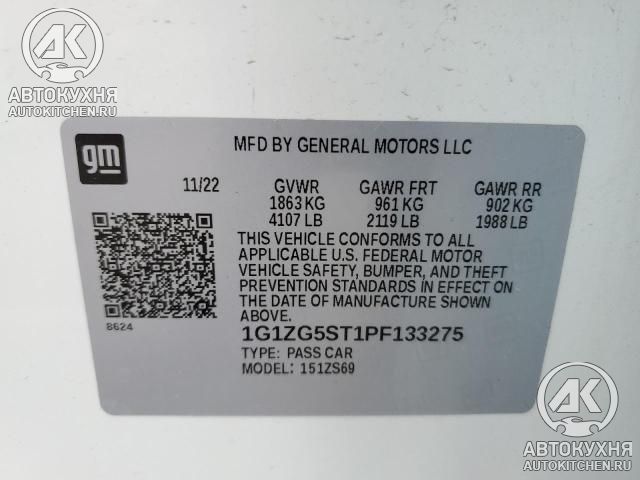 АК
АВТОКУХНЯ
AUTOKITCHEN.RU
gm
MFD BY GENERAL MOTORS LLC
11/22 GVWR GAWR FRT GAWR RR
1863 KG 961 KG 902 KG
4107 LB 2119 LB 1988 LB
THIS VEHICLE CONFORMS TO ALL
APPLICABLE U.S. FEDERAL MOTOR
VEHICLE SAFETY, BUMPER, AND THEFT
PREVENTION STANDARDS IN EFFECT ON
THE DATE OF MANUFACTURE SHOWN
ABOVE.
8624
1G1ZG5ST1PF133275
TYPE: PASS CAR
MODEL: 151ZS69
АК
АВТОКУХНЯ
AUTOKITCHEN.RU